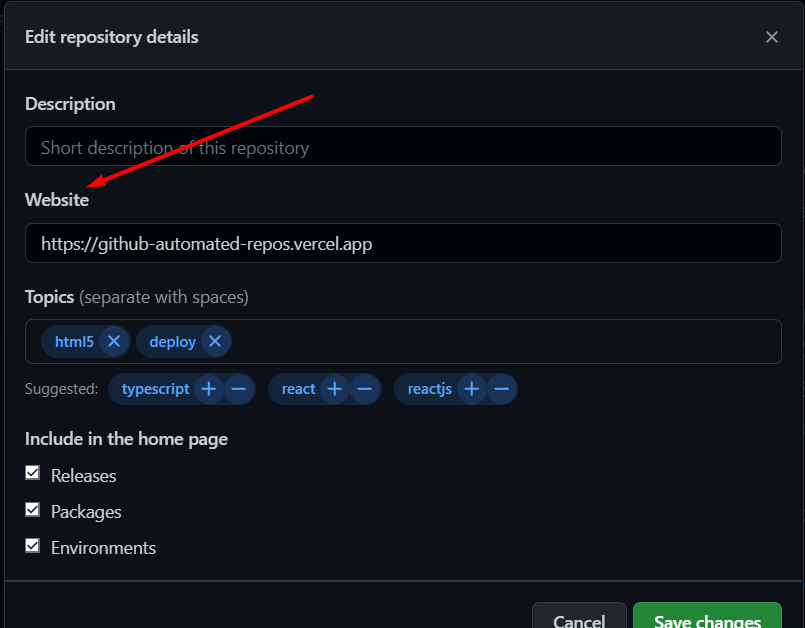 Edit repository details
Description
Short description of this repository
Website
https://github-automated-repos.vercel.app
Topics (separate with spaces)
html5 deploy
Suggested: typescript react reactjs
Include in the home page
Releases
Packages
Environments
Cancel Save changes